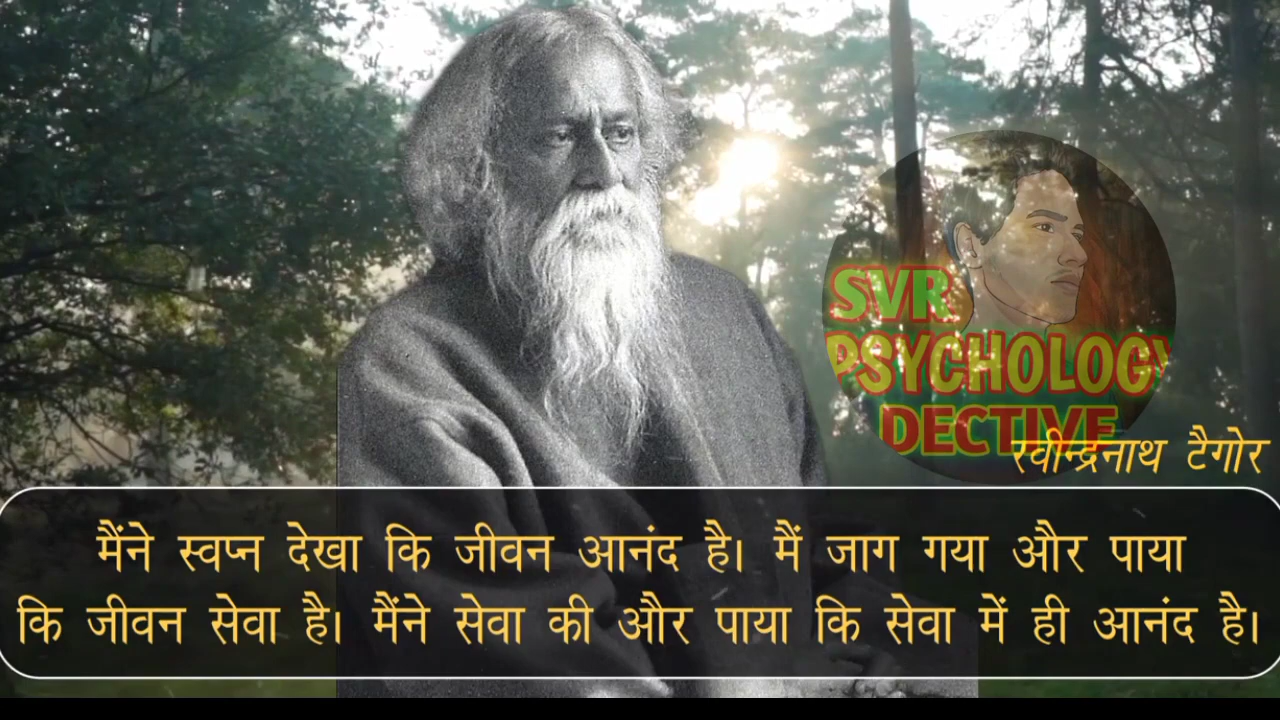 SVR
PSYCHOLOGY
DECTIVE
रवीन्द्रनाथ टैगोर
मैंने स्वप्न देखा कि जीवन आनंद है। मैं जाग गया और पाया
कि जीवन सेवा है। मैंने सेवा की और पाया कि सेवा में ही आनंद है।